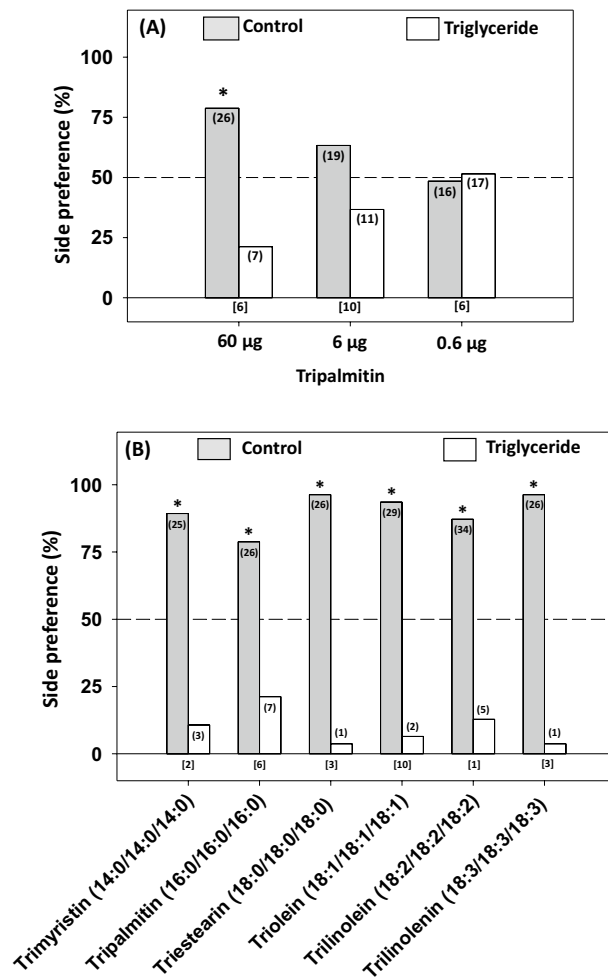 (A)
Control
Triglyceride
100
75
50
25
0
Side preference (%)
*
(26)
(7)
(19)
(11)
(16)
(17)
[6]
[10]
[6]
60 µg
6 µg
0.6 µg
Tripalmitin
(B)
Control
Triglyceride
100
75
50
25
0
Side preference (%)
*
*
*
*
*
*
(25)
(3)
(26)
(7)
(26)
(1)
(29)
(2)
(34)
(5)
(26)
(1)
[2]
[6]
[3]
[10]
[1]
[3]
Trimyristin (14:0/14:0/14:0)
Tripalmitin (16:0/16:0/16:0)
Triestearin (18:0/18:0/18:0)
Triolein (18:1/18:1/18:1)
Trilinolein (18:2/18:2/18:2)
Trilinolenin (18:3/18:3/18:3)